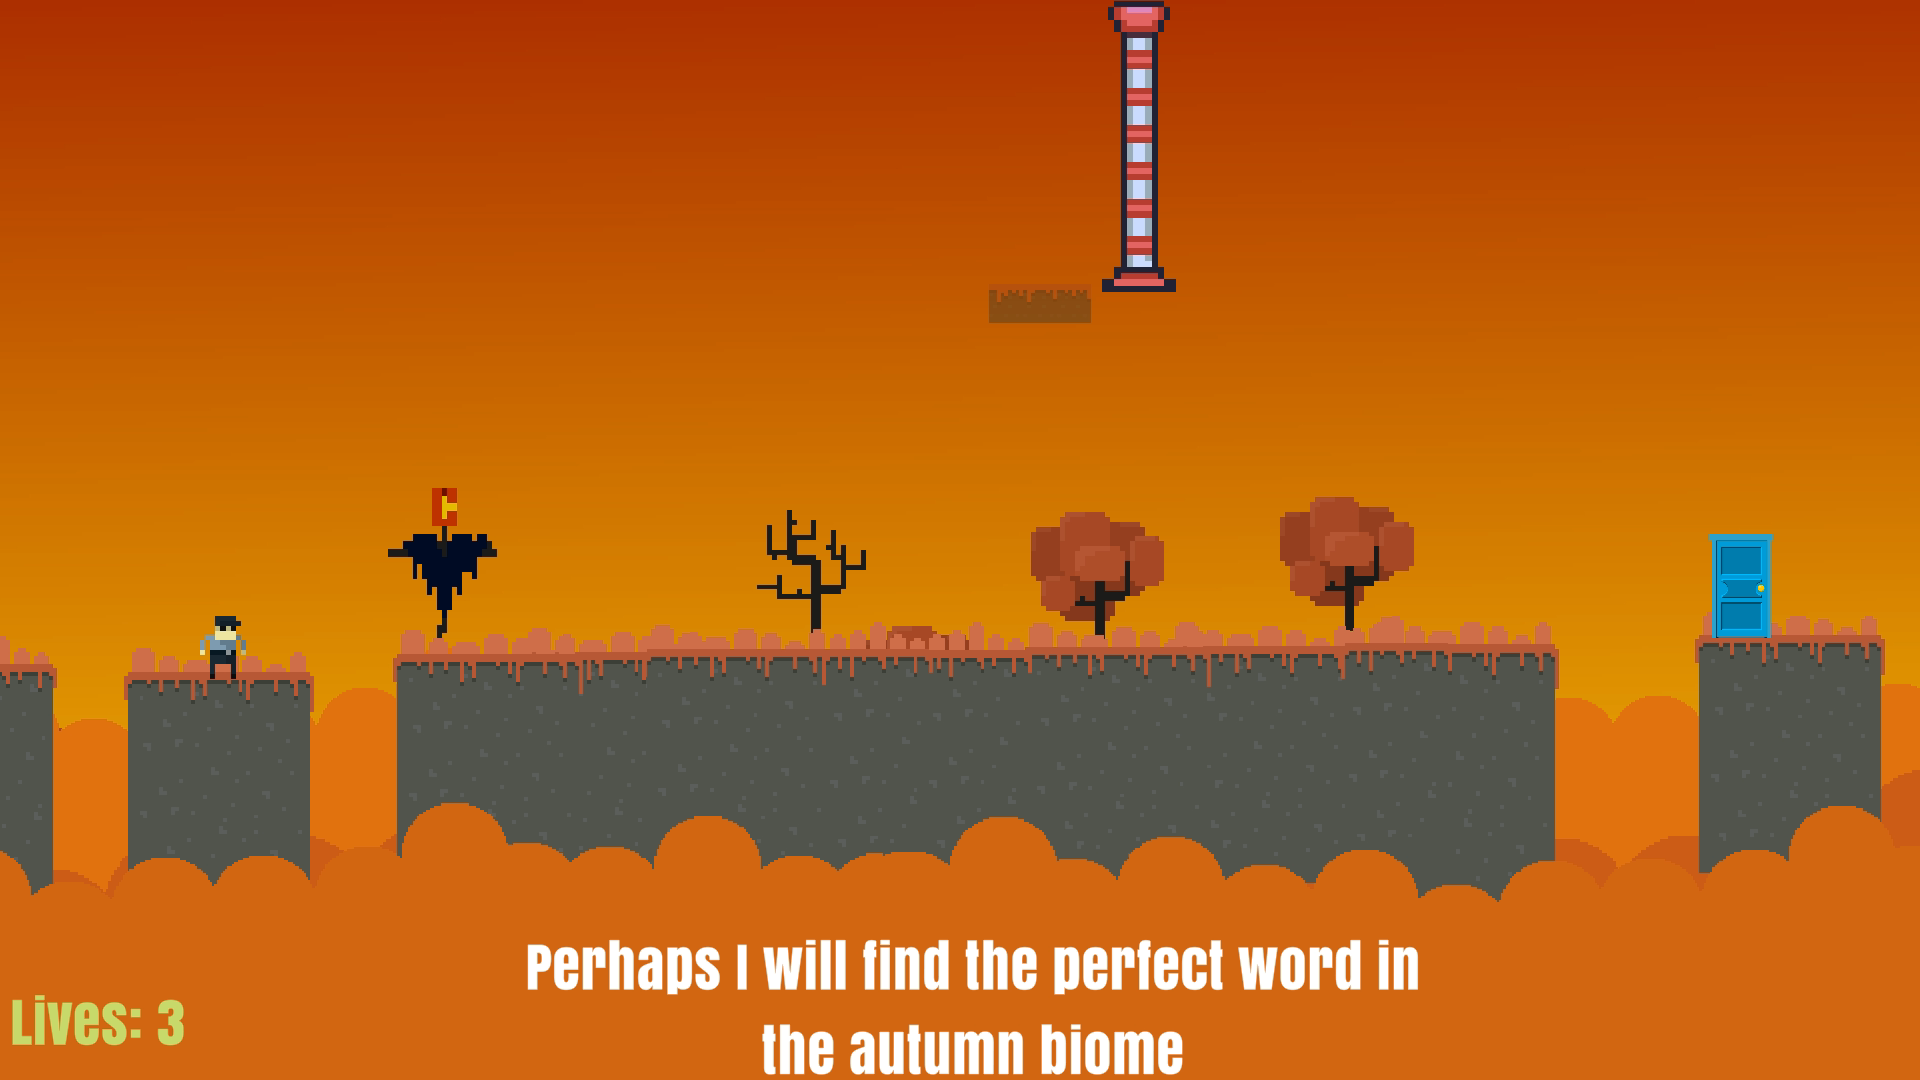 Perhaps I will find the perfect word in
the autumn biome
Lives: 3